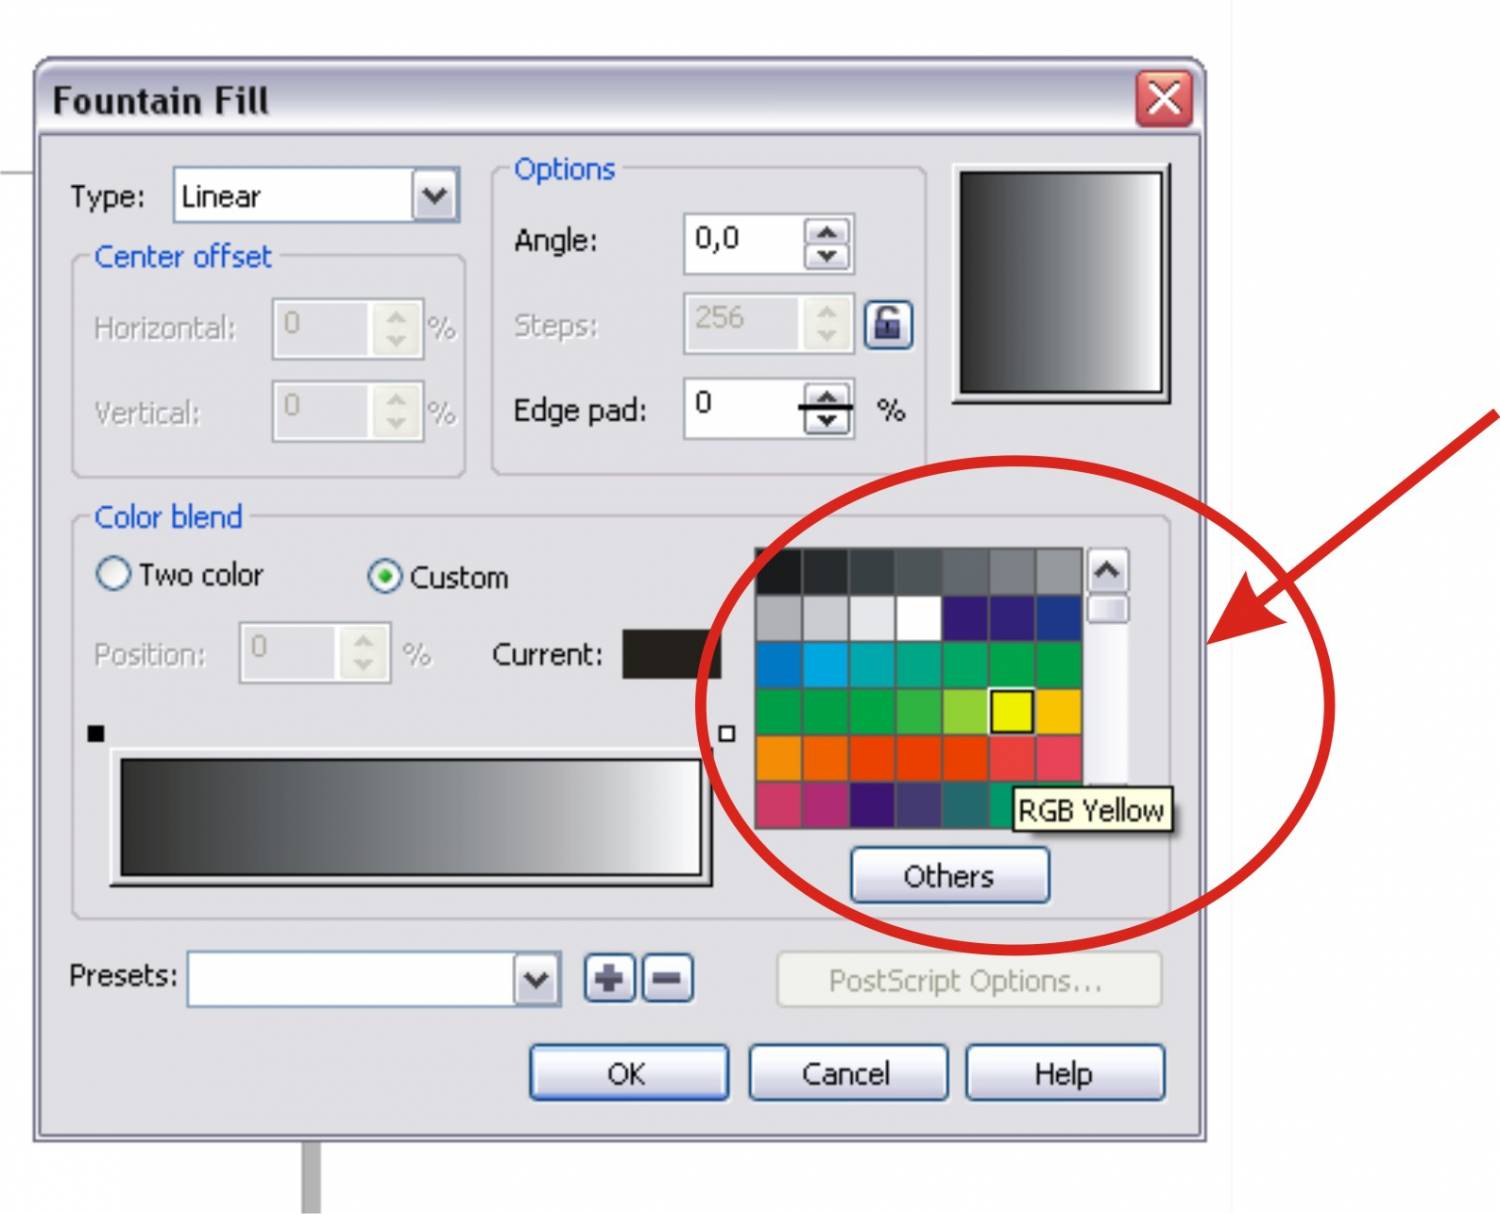 Fountain Fill
Type: Linear
Options
Angle: 0,0
Center offset
Horizontal: 0 %
Steps: 256
Vertical: 0 %
Edge pad: 0 %
Color blend
Two color Custom
Position: 0 % Current:
RGB Yellow
Others
Presets:
PostScript Options...
OK Cancel Help